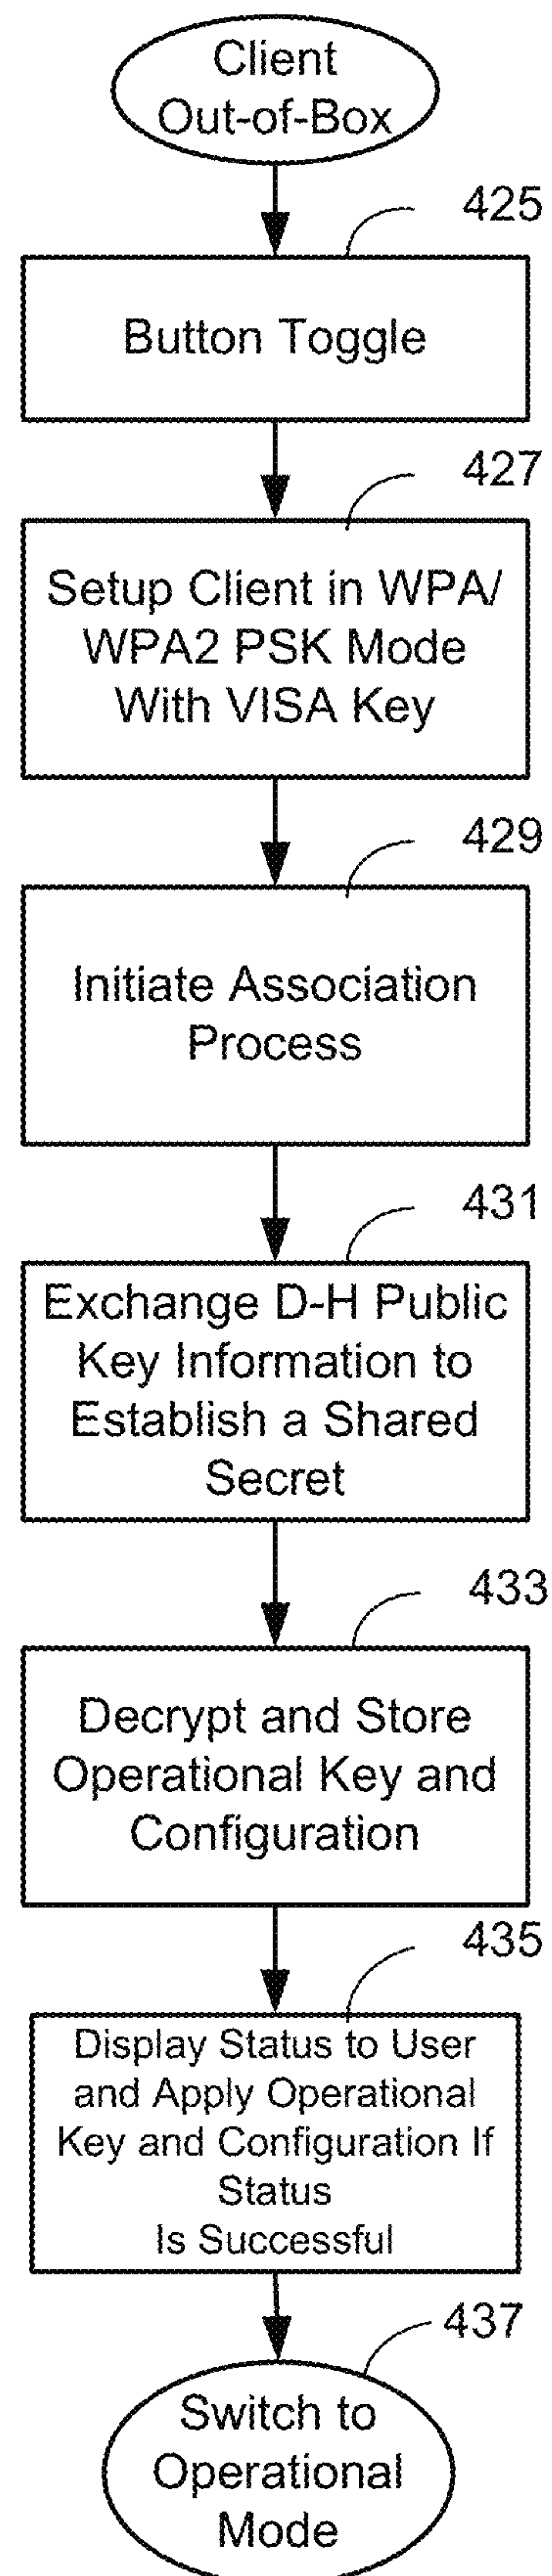 Client
Out-of-Box
425
Button Toggle
427
Setup Client in WPA/
WPA2 PSK Mode
With VISA Key
429
Initiate Association
Process
431
Exchange D-H Public
Key Information to
Establish a Shared
Secret
433
Decrypt and Store
Operational Key and
Configuration
435
Display Status to User
and Apply Operational
Key and Configuration If
Status
Is Successful
437
Switch to
Operational
Mode